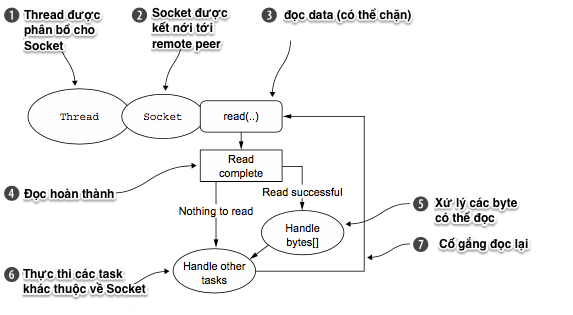 1 Thread được
phân bổ cho
Socket
2 Socket được
kết nới tới
remote peer
3 đọc data (có thể chặn)
Thread
Socket
read(..)
Read
complete
4 Đọc hoàn thành
Read successful
Nothing to read
Handle
bytes[]
5 Xứ lý các byte
có thể đọc
7 Cố gắng đọc lại
Handle other
tasks
6 Thực thi các task
khác thuộc về Socket